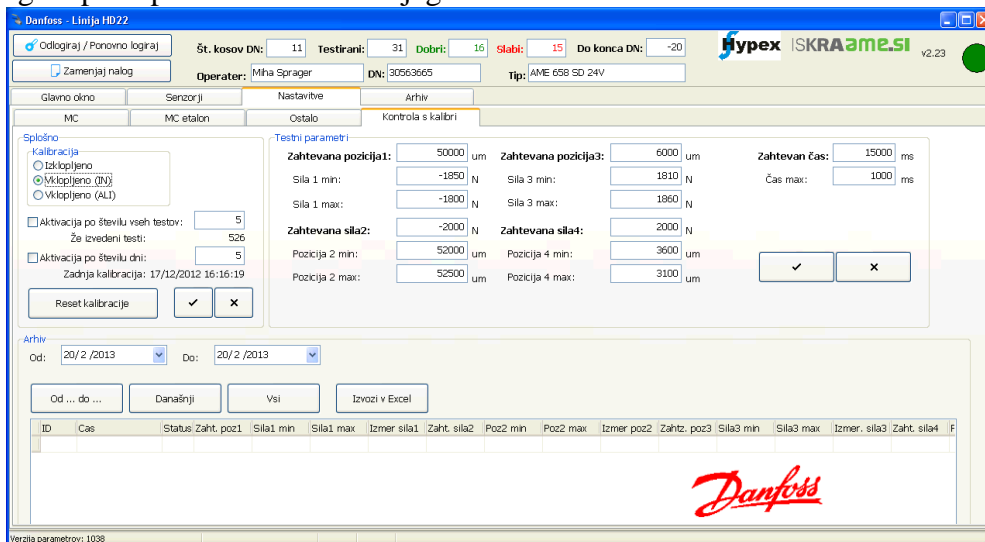 Danfoss - Linija HD22
Odlogiraj / Ponovno logiraj
Št. kosov DN: 11 Testirani: 31 Dobri: 16 Slabi: 15 Do konca DN: -20
Hypex ISKRAame.SI v2.23
Zamenjaj nalog
Operater: Miha Sprager DN: 30563665 Tip: AME 658 SD 24V
Glavno okno Senzorji Nastavitve Arhiv
MC MC etalon Ostalo Kontrola s kalibri
Splošno
Kalibracija
Izklopljeno
Vklopljeno (IN)
Vklopljeno (ALI)
Aktivacija po številu vseh testov: 5
Že izvedeni testi: 526
Aktivacija po številu dni: 5
Zadnja kalibracija: 17/12/2012 16:16:19
Reset kalibracije
Testni parametri
Zahtevana pozicija1: 50000 um Zahtevana pozicija3: 6000 um Zahtevan čas: 15000 ms
Sila 1 min: -1850 N Sila 3 min: 1810 N Čas max: 1000 ms
Sila 1 max: -1800 N Sila 3 max: 1860 N
Zahtevana sila2: -2000 N Zahtevana sila4: 2000 N
Pozicija 2 min: 52000 um Pozicija 4 min: 3600 um
Pozicija 2 max: 52500 um Pozicija 4 max: 3100 um
Arhiv
Od: 20/ 2 /2013 Do: 20/ 2 /2013
Od ... do ... Današnji Vsi Izvozi v Excel
ID Cas Status Zaht. poz1 Sila1 min Sila1 max Izmer sila1 Zaht. sila2 Poz2 min Poz2 max Izmer poz2 Zahtz. poz3 Sila3 min Sila3 max Izmer. sila3 Zaht. sila4
Danfoss
Verzija parametrov: 1038